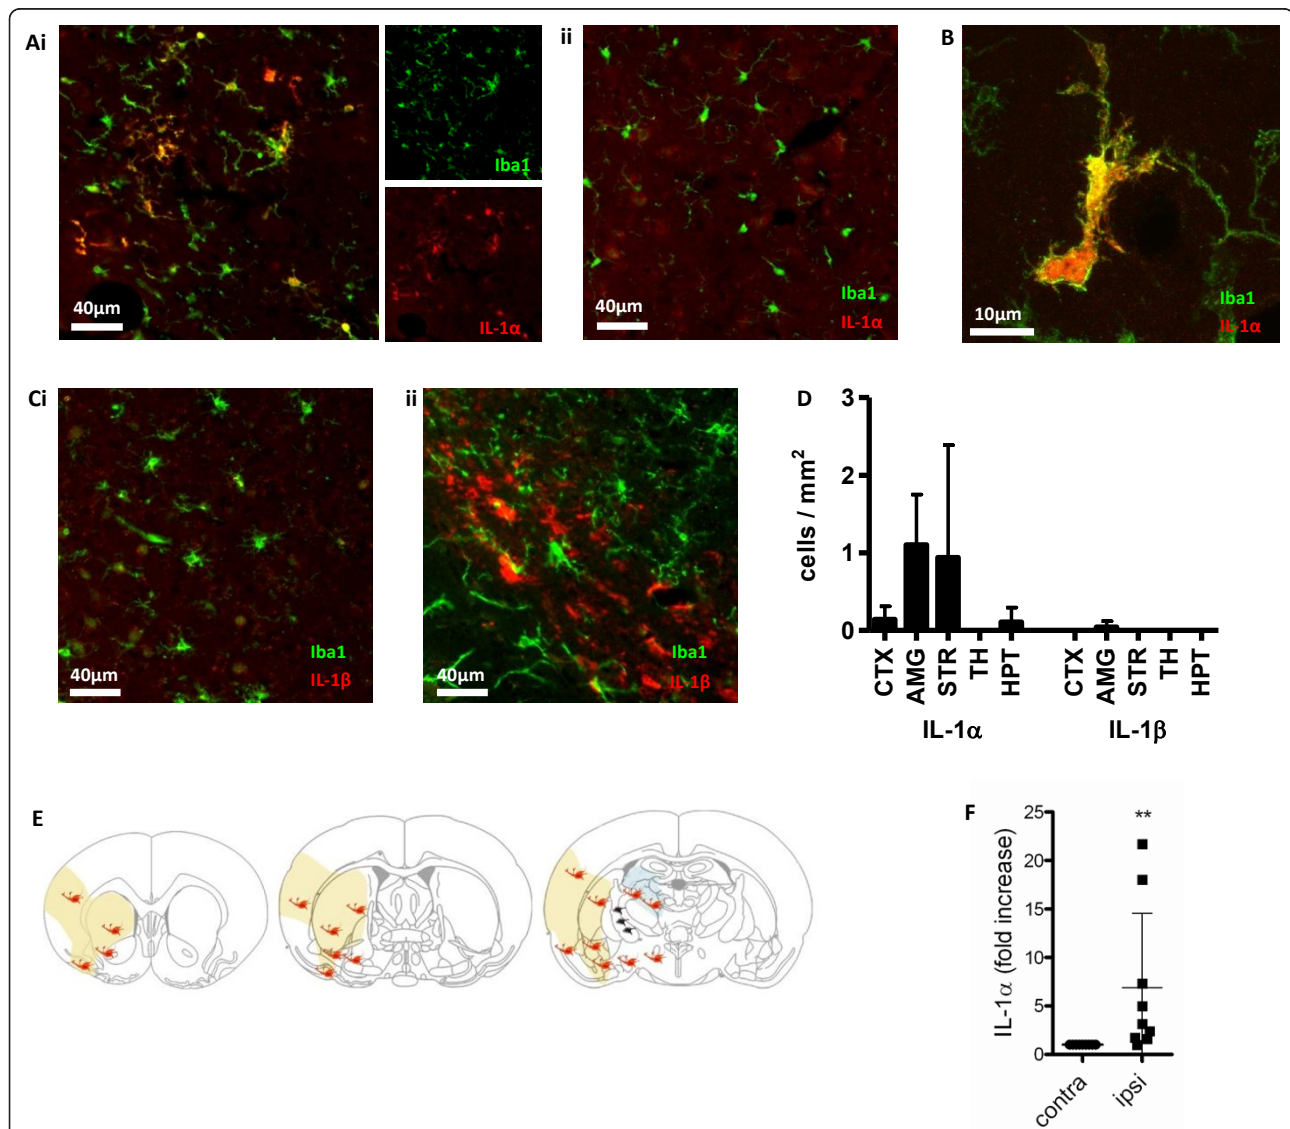 Ai
Iba1
IL-1α
40µm
ii
Iba1
IL-1α
40µm
B
Iba1
IL-1α
10µm
Ci
Iba1
IL-1β
40µm
ii
Iba1
IL-1β
40µm
D
cells / mm²
3
2
1
0
CTX AMG STR TH HPT CTX AMG STR TH HPT
IL-1α IL-1β
E
F
IL-1α (fold increase)
25
20
15
10
5
0
**
contra ipsi